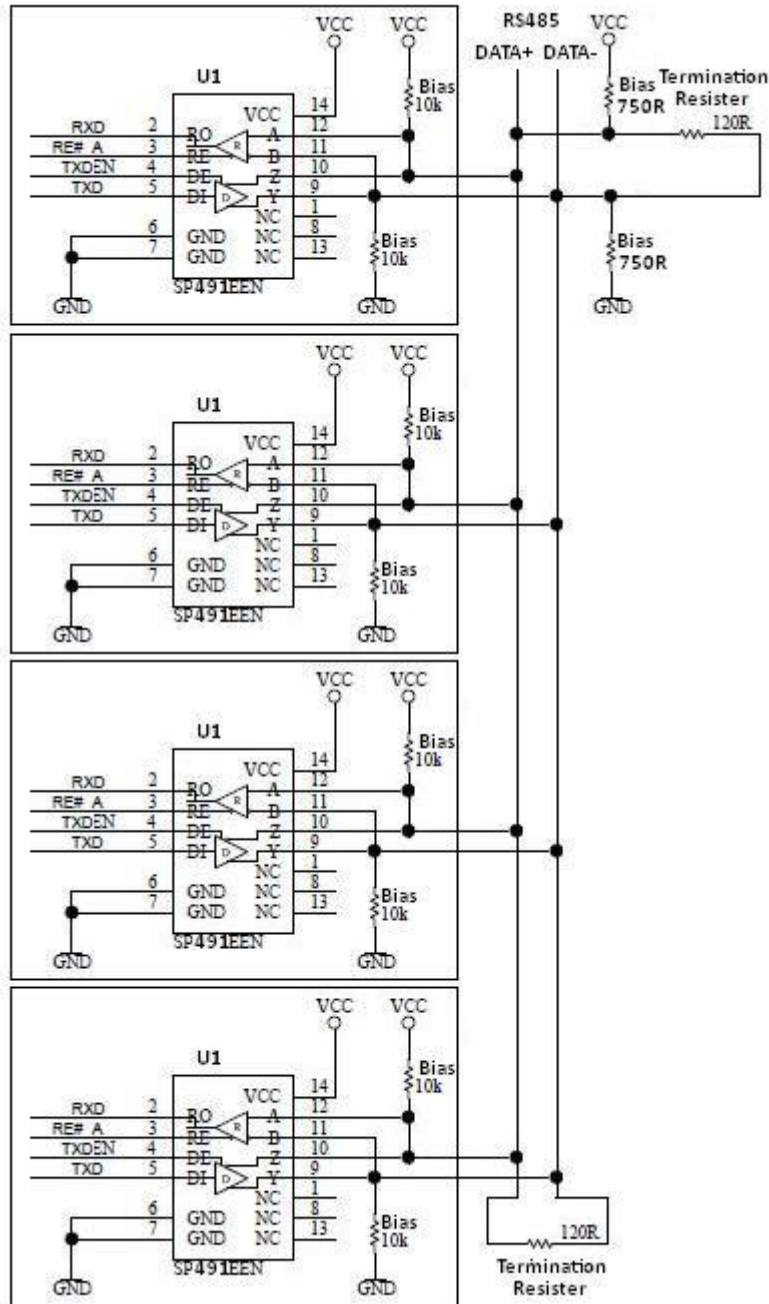 VCC VCC RS485 VCC
DATA+ DATA-
U1
Bias
10k
Bias
750R
Termination
Resister
120R
14
VCC
RXD 2 RO A 12
RE#_A 3 RE R B 11
TXDEN 4 DE Z 10
TXD 5 DI D Y 9
NC 1
6 GND NC 8
7 GND NC 13
SP491EEN
Bias
10k
Bias
750R
GND GND GND
VCC VCC
U1
Bias
10k
14
VCC
RXD 2 RO A 12
RE#_A 3 RE R B 11
TXDEN 4 DE Z 10
TXD 5 DI D Y 9
NC 1
6 GND NC 8
7 GND NC 13
SP491EEN
Bias
10k
GND GND
VCC VCC
U1
Bias
10k
14
VCC
RXD 2 RO A 12
RE#_A 3 RE R B 11
TXDEN 4 DE Z 10
TXD 5 DI D Y 9
NC 1
6 GND NC 8
7 GND NC 13
SP491EEN
Bias
10k
GND GND
VCC VCC
U1
Bias
10k
14
VCC
RXD 2 RO A 12
RE#_A 3 RE R B 11
TXDEN 4 DE Z 10
TXD 5 DI D Y 9
NC 1
6 GND NC 8
7 GND NC 13
SP491EEN
Bias
10k
GND GND
120R
Termination
Resister